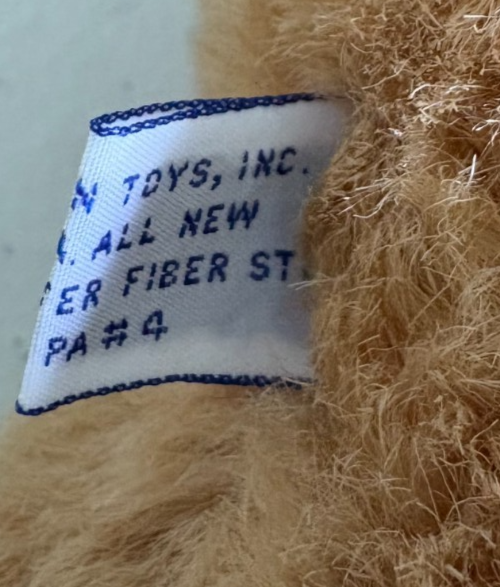 N TOYS, INC.
. ALL NEW
ER FIBER ST
PA #4